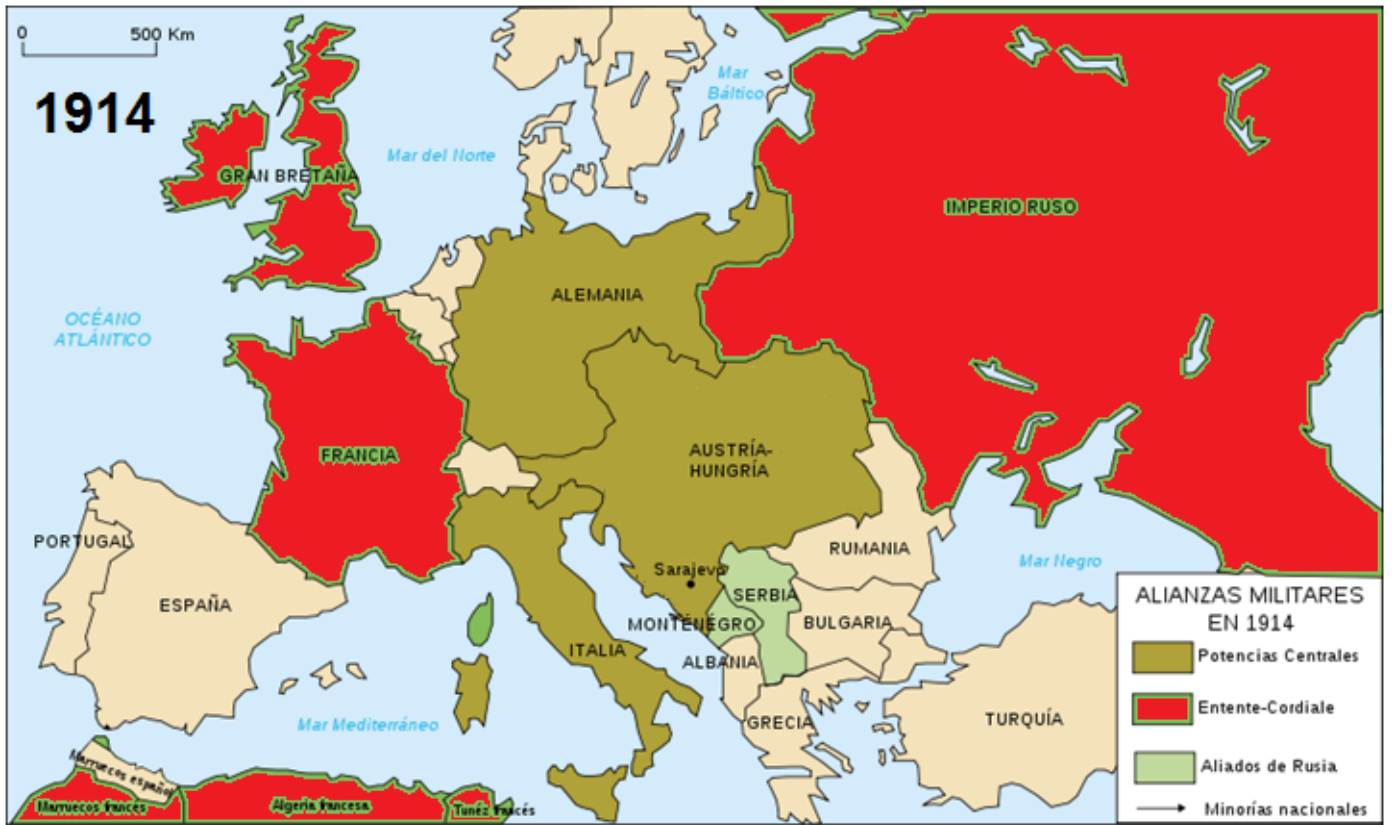 0 500 Km
1914
Mar Báltico
Mar del Norte
GRAN BRETAÑA
IMPERIO RUSO
ALEMANIA
OCÉANO
ATLÁNTICO
FRANCIA
AUSTRÍA-
HUNGRÍA
PORTUGAL
ESPAÑA
RUMANIA
Mar Negro
Sarajevo
SERBIA
MONTENEGRO
BULGARIA
ITALIA
ALBANIA
GRECIA
TURQUÍA
Mar Mediterráneo
Marruecos español
Marruecos francés
Algeria francesa
Tunéz francés
ALIANZAS MILITARES
EN 1914
Potencias Centrales
Entente-Cordiale
Aliados de Rusia
Minorías nacionales